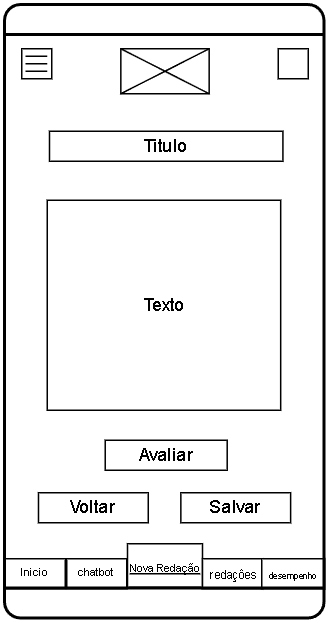 Titulo
Texto
Avaliar
Voltar Salvar
Inicio chatbot Nova Redação redações desempenho